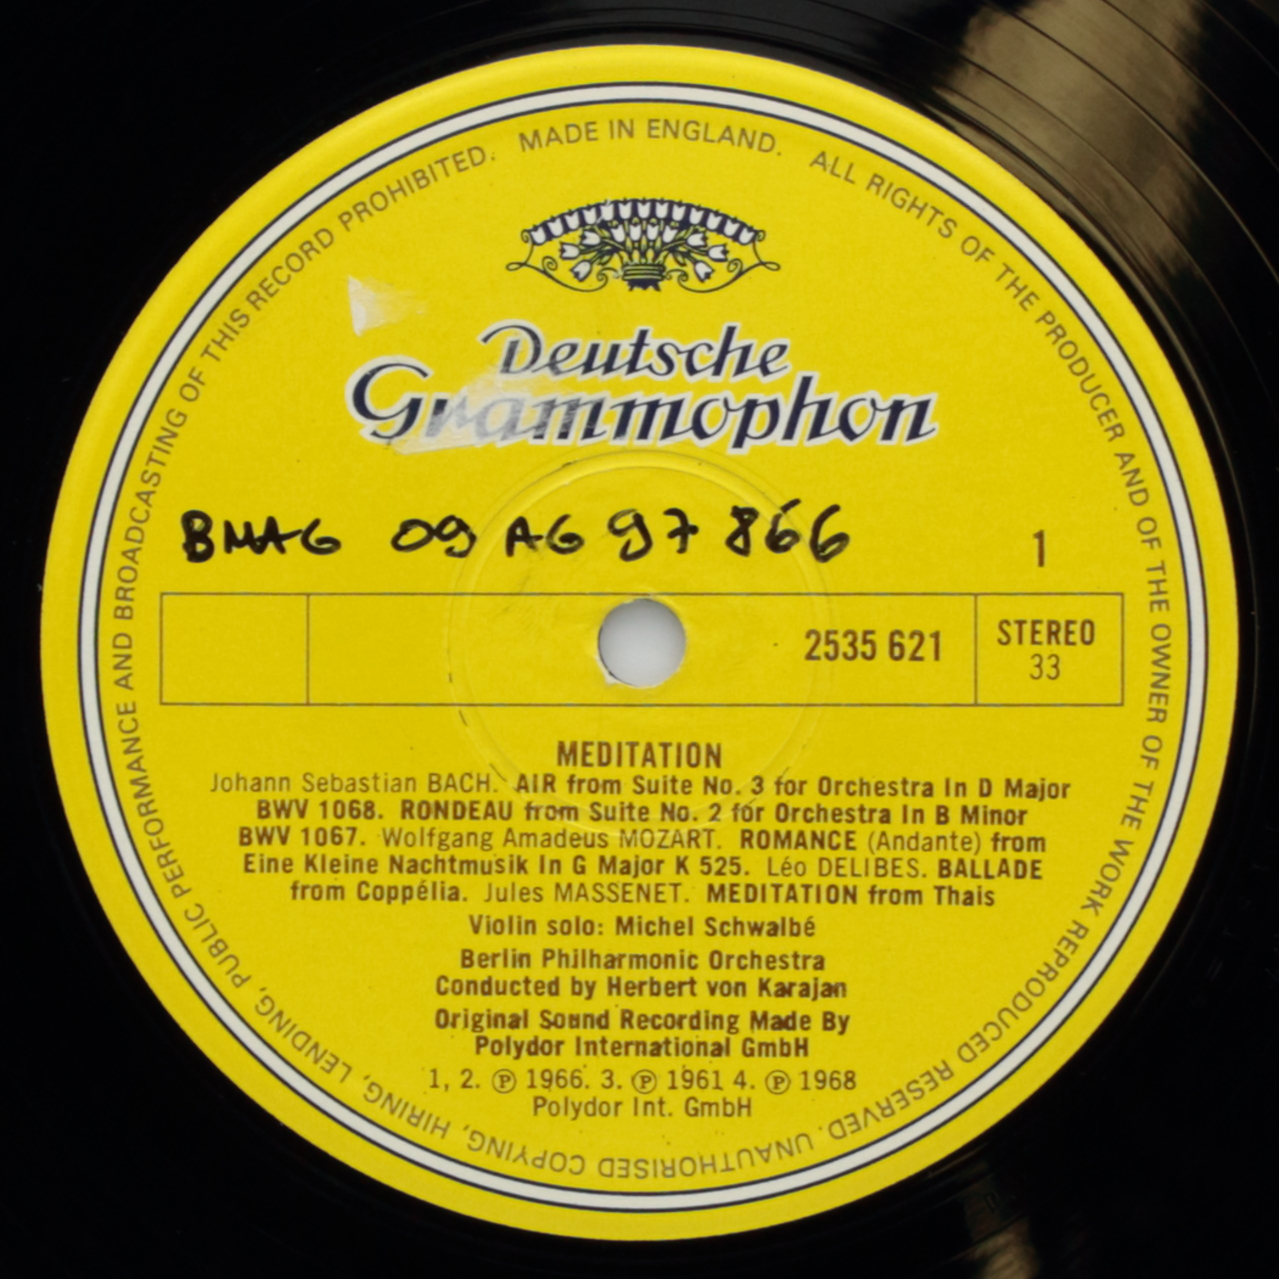 MADE IN ENGLAND. ALL RIGHTS OF THE PRODUCER AND OF THE OWNER OF THE WORK REPRODUCED RESERVED. UNAUTHORISED COPYING, HIRING, LENDING, PUBLIC PERFORMANCE AND BROADCASTING OF THIS RECORD PROHIBITED.
Deutsche
Grammophon
BMAG 09 AG 97 866
1
2535 621
STEREO
33
MEDITATION
Johann Sebastian BACH. AIR from Suite No. 3 for Orchestra In D Major
BWV 1068. RONDEAU from Suite No. 2 for Orchestra In B Minor
BWV 1067. Wolfgang Amadeus MOZART. ROMANCE (Andante) from
Eine Kleine Nachtmusik In G Major K 525. Léo DELIBES. BALLADE
from Coppélia. Jules MASSENET. MEDITATION from Thais
Violin solo: Michel Schwalbé
Berlin Philharmonic Orchestra
Conducted by Herbert von Karajan
Original Sound Recording Made By
Polydor International GmbH
1, 2. ℗ 1966. 3. ℗ 1961 4. ℗ 1968
Polydor Int. GmbH